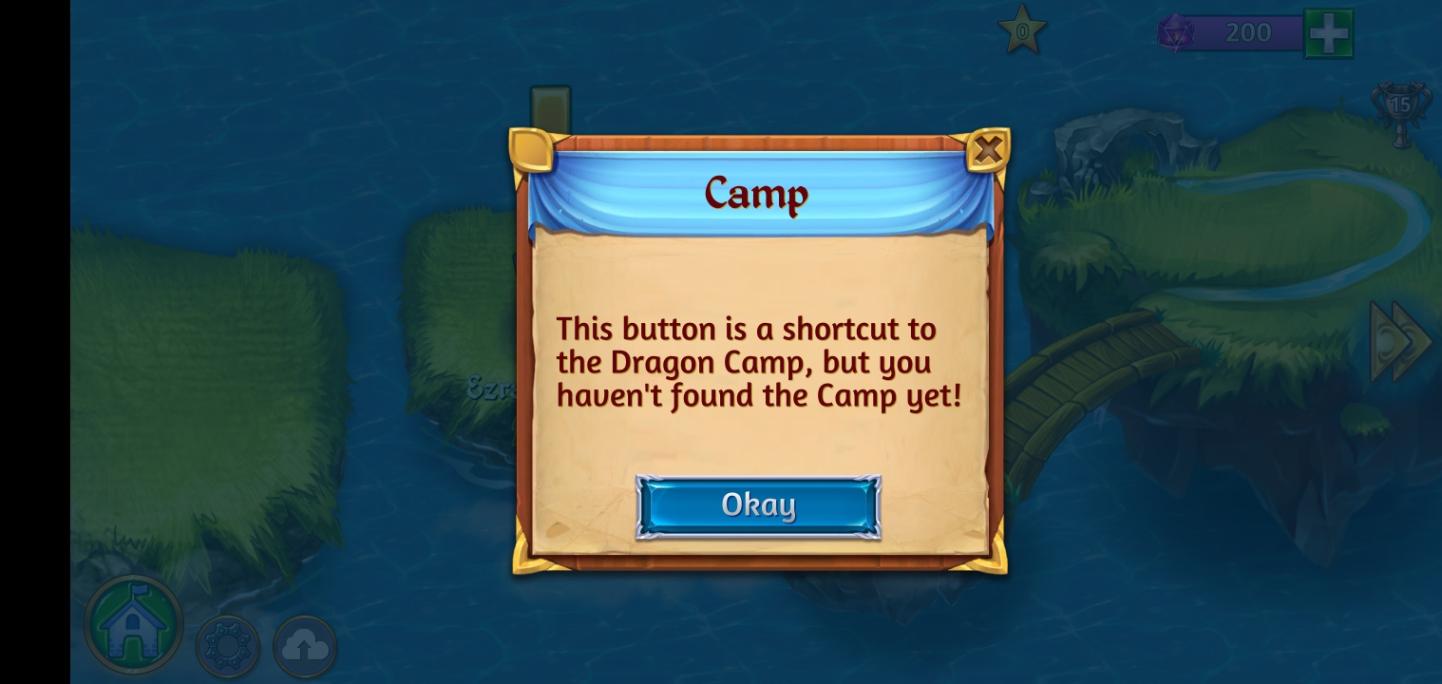 0
200
15
Camp
This button is a shortcut to
the Dragon Camp, but you
haven't found the Camp yet!
Okay